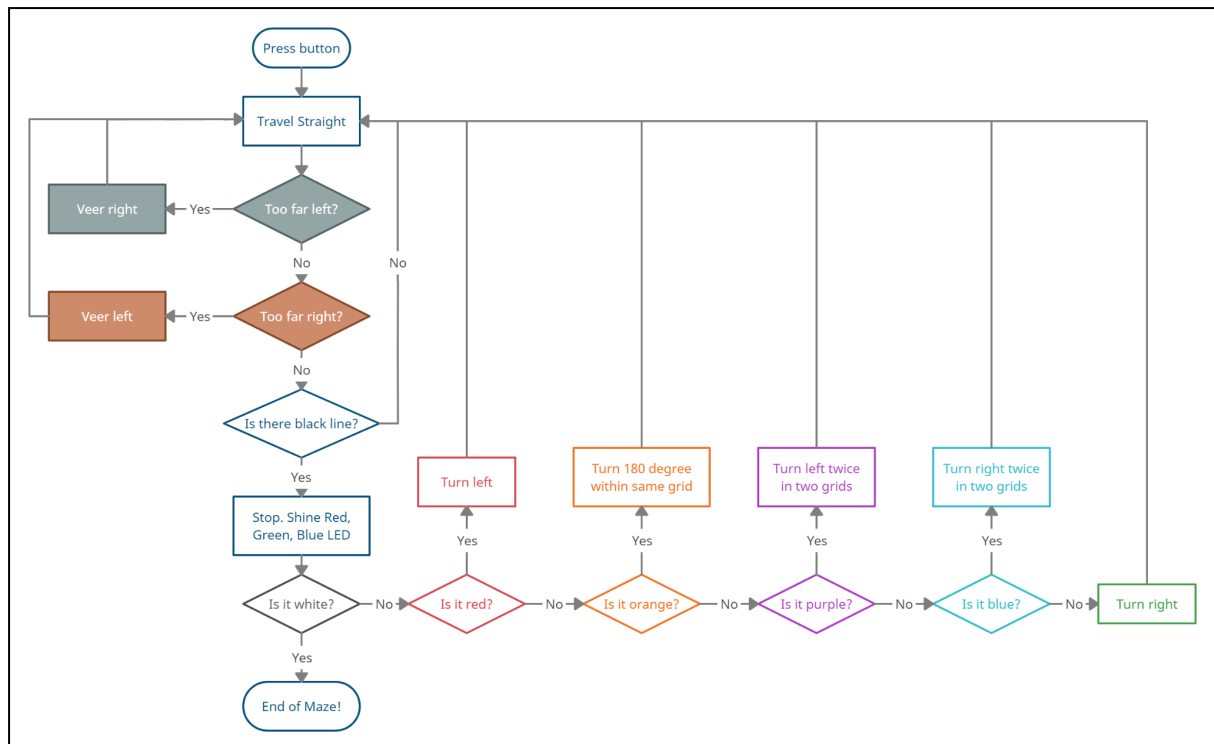 Press button
Travel Straight
Veer right
Yes
Too far left?
No
No
Veer left
Yes
Too far right?
No
Is there black line?
Yes
Stop. Shine Red,
Green, Blue LED
Turn left
Turn 180 degree
within same grid
Turn left twice
in two grids
Turn right twice
in two grids
Yes
Yes
Yes
Yes
Is it white?
No
Is it red?
No
Is it orange?
No
Is it purple?
No
Is it blue?
No
Turn right
Yes
End of Maze!